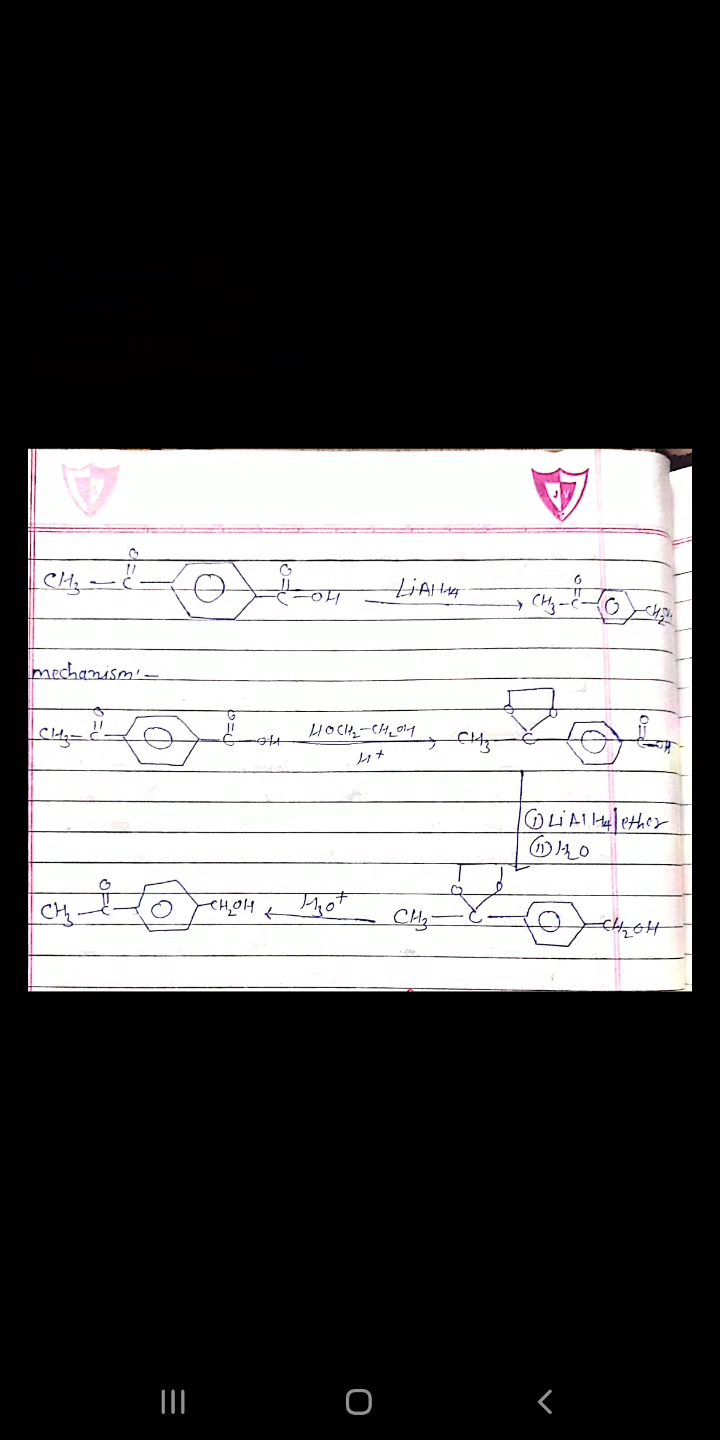 J V
O O
CH3 — C — — C — OH LiAlH4 CH3 — C — — CH2OH
mechanism :—
CH3 — C — — C — OH HOCH2-CH2OH H+ CH3 — C — — C — OH
(i) LiAlH4 / ether
(ii) H2O
CH3 — C — — CH2OH H3O+ CH3 — C — — CH2OH